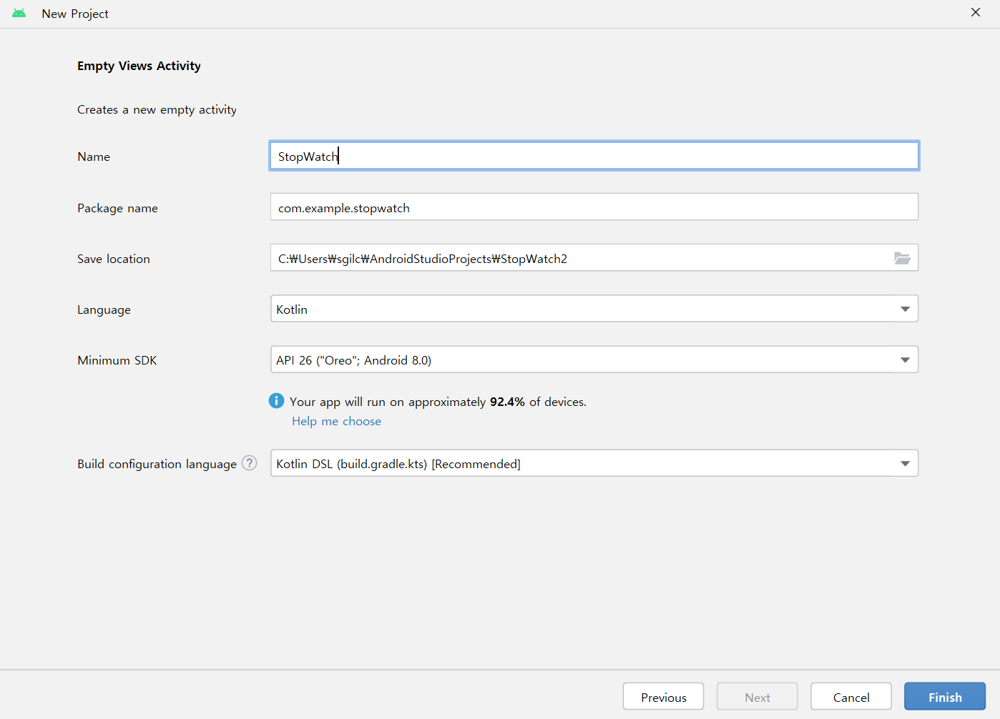 New Project
Empty Views Activity
Creates a new empty activity
Name
StopWatch
Package name
com.example.stopwatch
Save location
C:₩Users₩sgilc₩AndroidStudioProjects₩StopWatch2
Language
Kotlin
Minimum SDK
API 26 ("Oreo"; Android 8.0)
Your app will run on approximately 92.4% of devices.
Help me choose
Build configuration language ?
Kotlin DSL (build.gradle.kts) [Recommended]
Previous
Next
Cancel
Finish